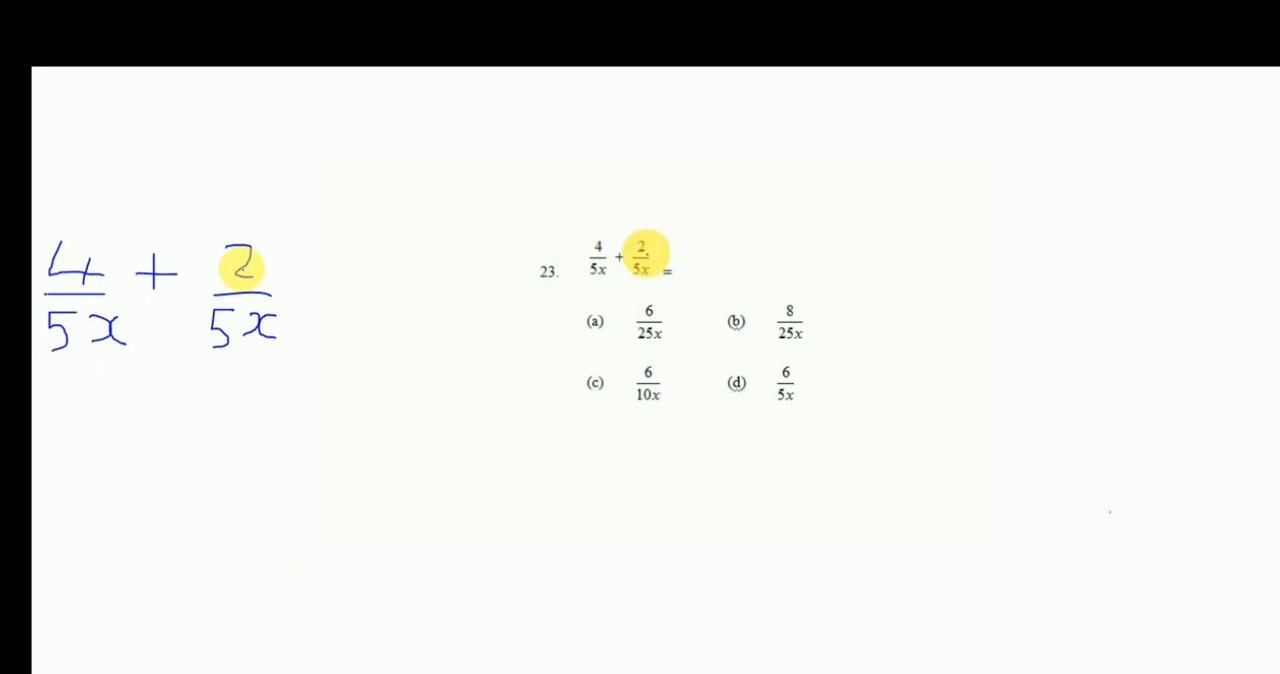 4/5x + 2/5x
23. 4/5x + 2/5x =
(a) 6/25x (b) 8/25x
(c) 6/10x (d) 6/5x